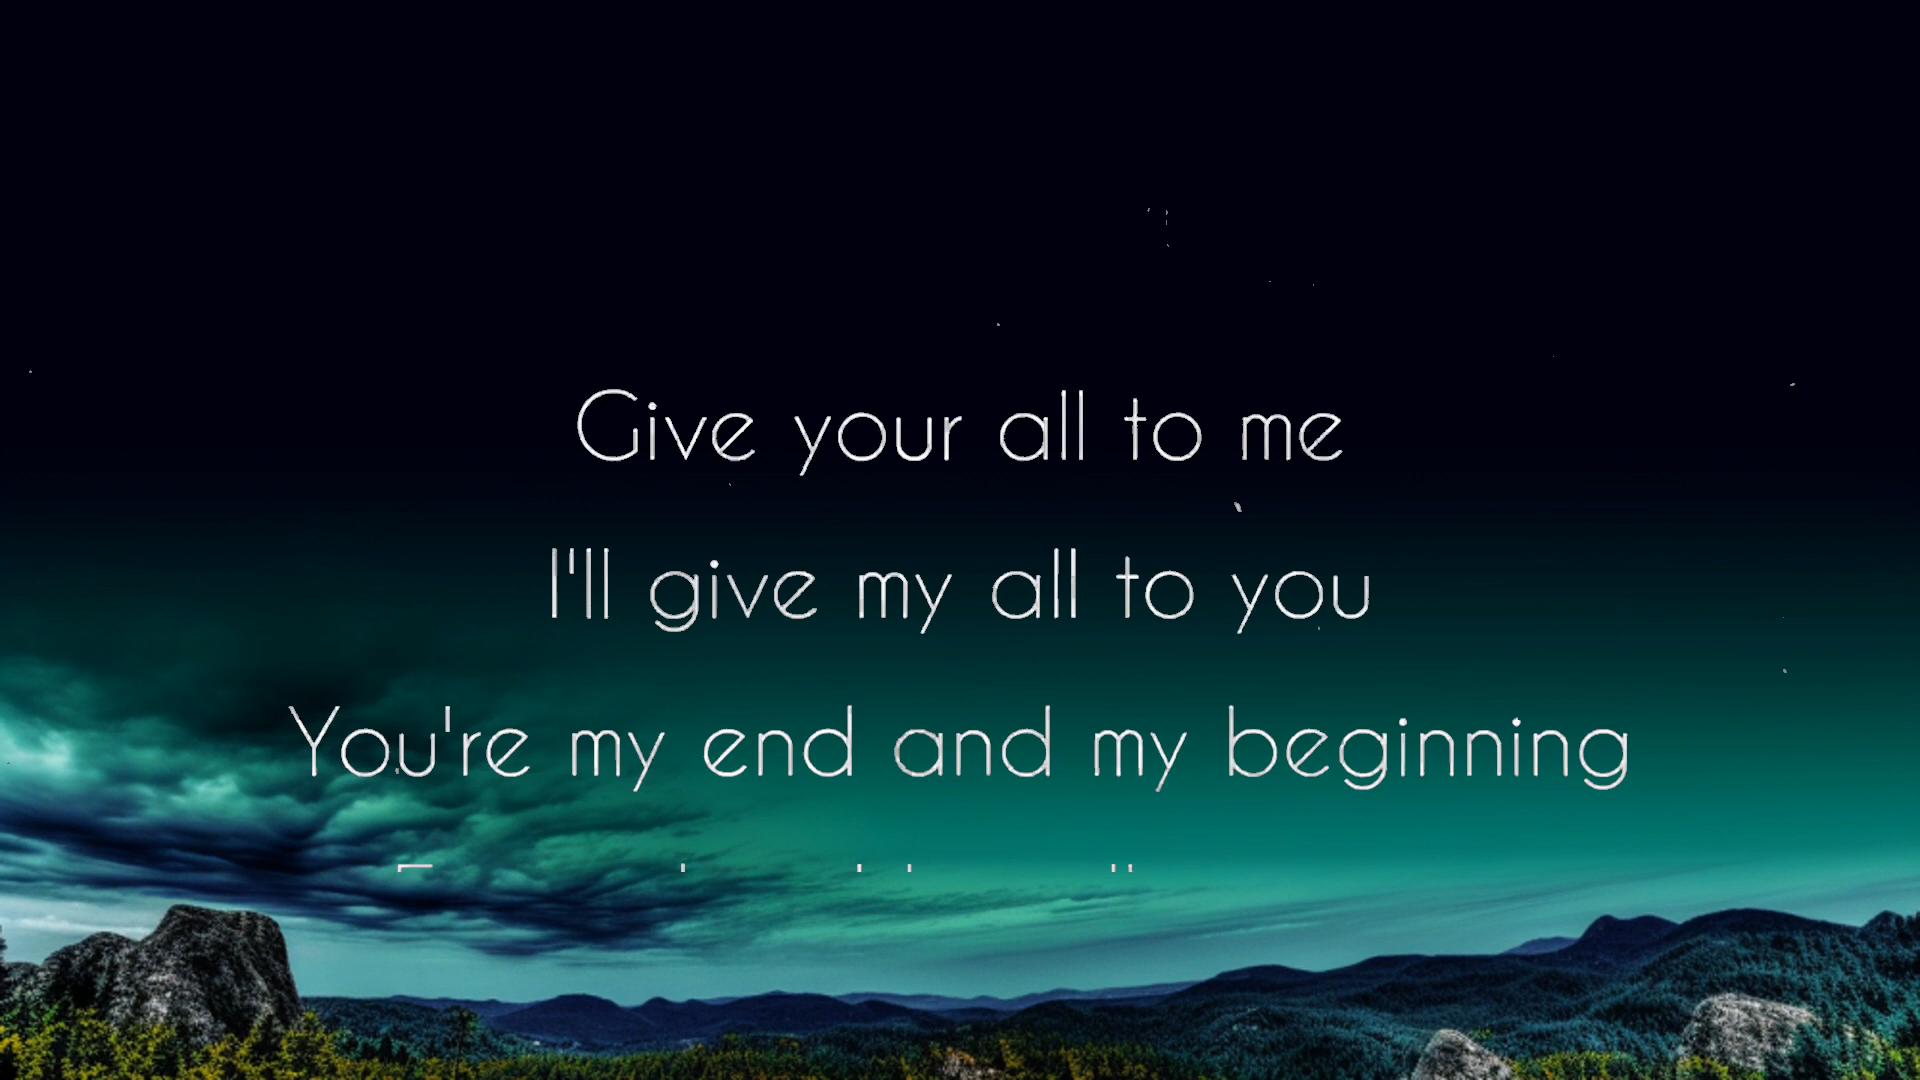 Give your all to me
I'll give my all to you
You're my end and my beginning